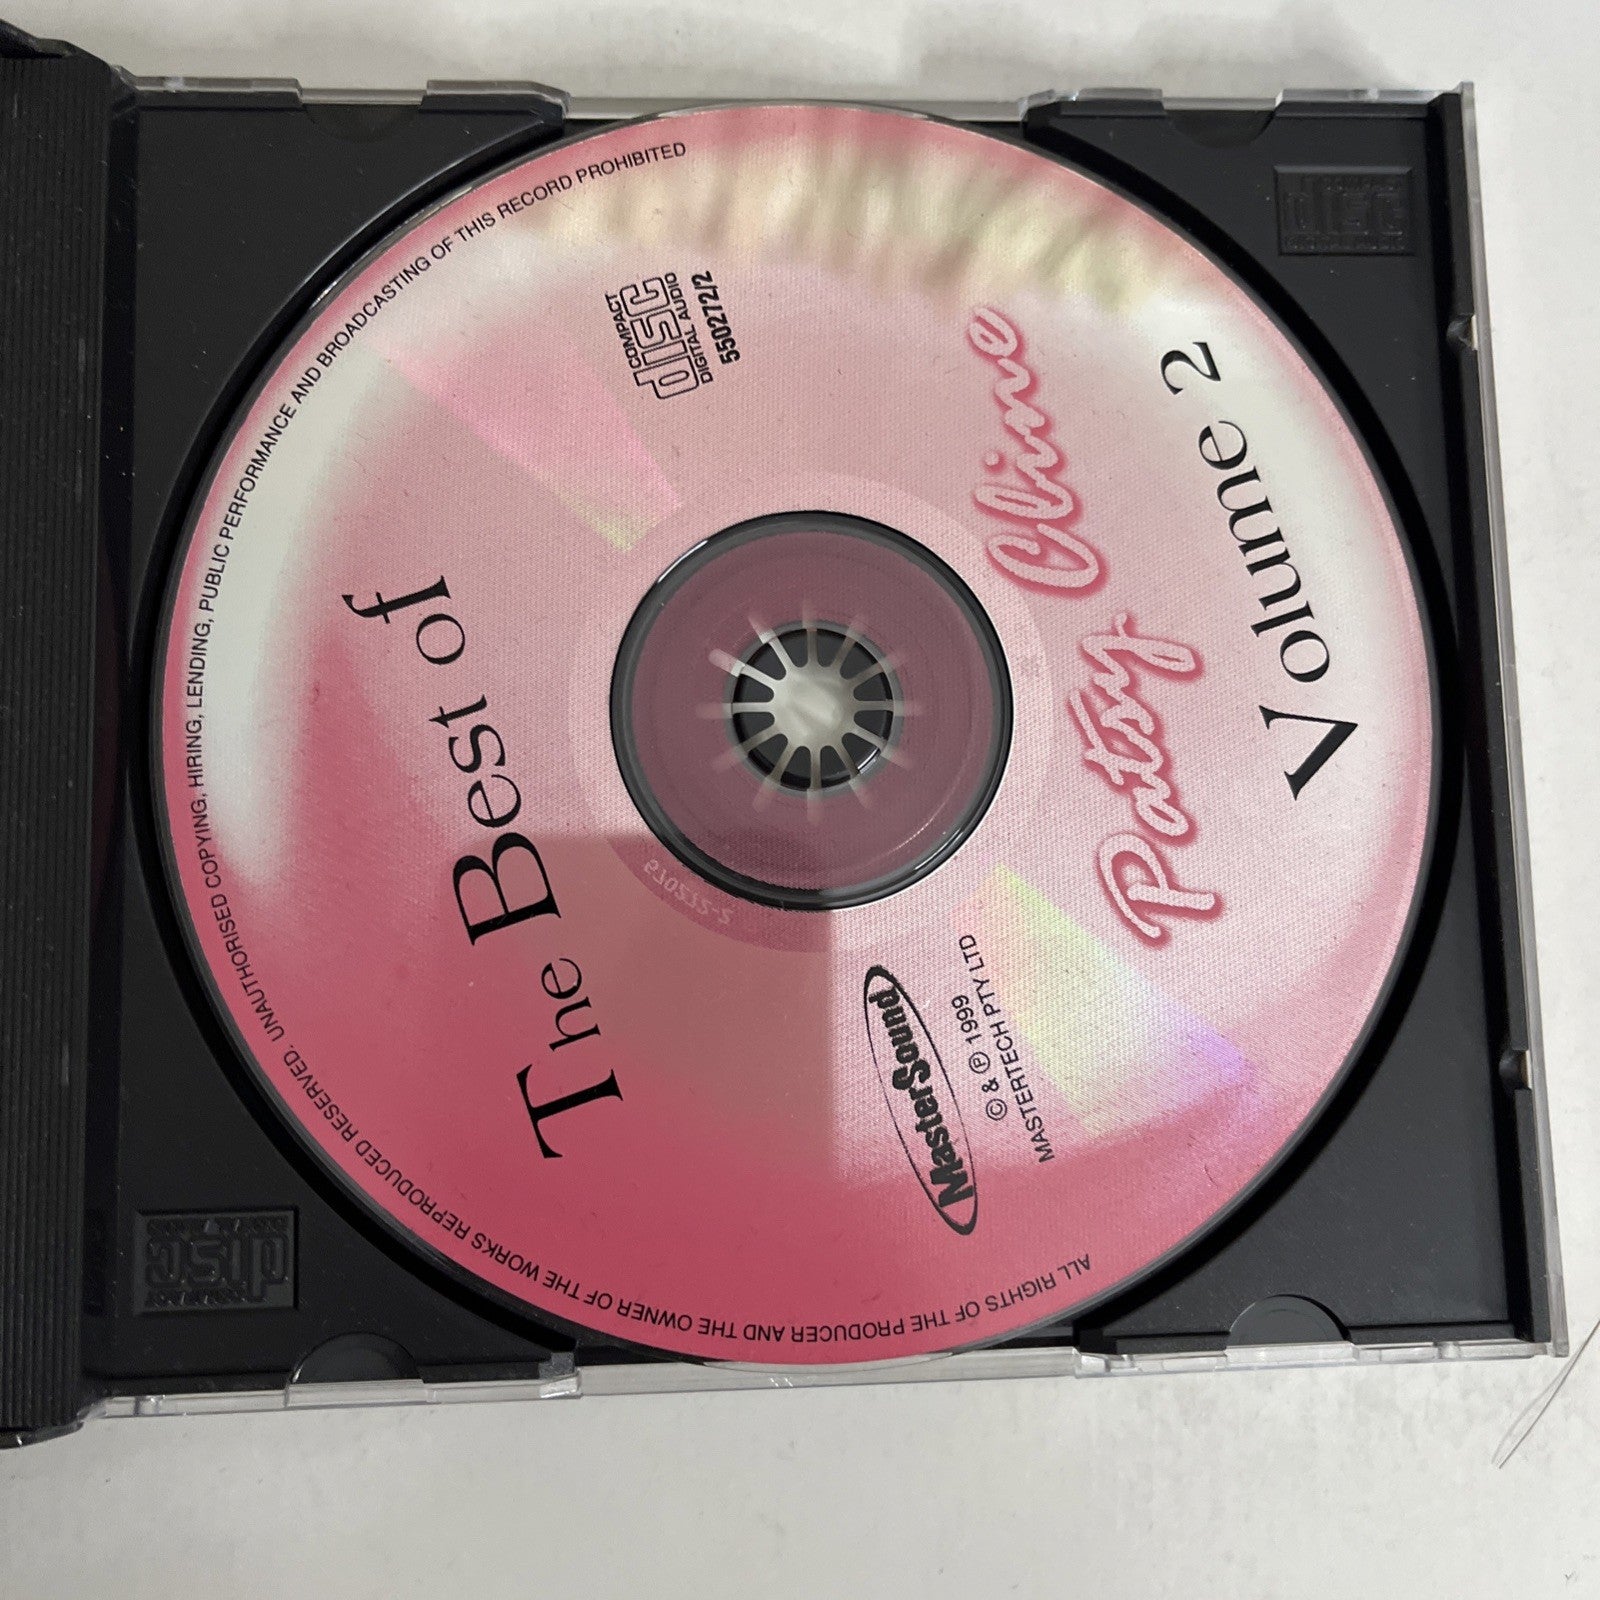 The Best of
Patsy Cline
Volume 2
COMPACT
disc
DIGITAL AUDIO
550272/2
MasterSound
© & ℗ 1999
MASTERTECH PTY LTD
ALL RIGHTS OF THE PRODUCER AND THE OWNER OF THE WORKS REPRODUCED RESERVED. UNAUTHORISED COPYING, HIRING, LENDING, PUBLIC PERFORMANCE AND BROADCASTING OF THIS RECORD PROHIBITED
disc
disc